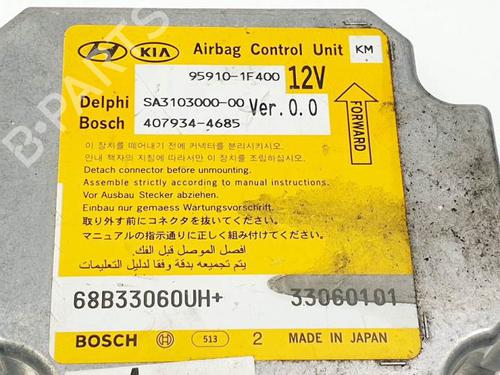 HYUNDAI KIA Airbag Control Unit KM
95910-1F400 12V
Delphi SA3103000-00 Ver.0.0
Bosch 407934-4685
FORWARD
이 장치를 떼어내기 전에 커넥터를 분리시키시오.
안내 책자의 지침에 따라서만 이 장치를 조립하십시오.
Detach connector before unmounting.
Assemble strictly according to manual instructions.
Vor Ausbau Stecker abziehen.
Einbau nur gemaess Wartungsvorschrift.
取り外す前にコネクタを抜いてください。
マニュアルの指示通りに正しく組み付けてください。
افصل الموصل قبل الفك.
يتم تجميعه بدقة وفقا لدليل التعليمات
68B33060UH+ 33060101
BOSCH 513 2 MADE IN JAPAN
B-PARTS